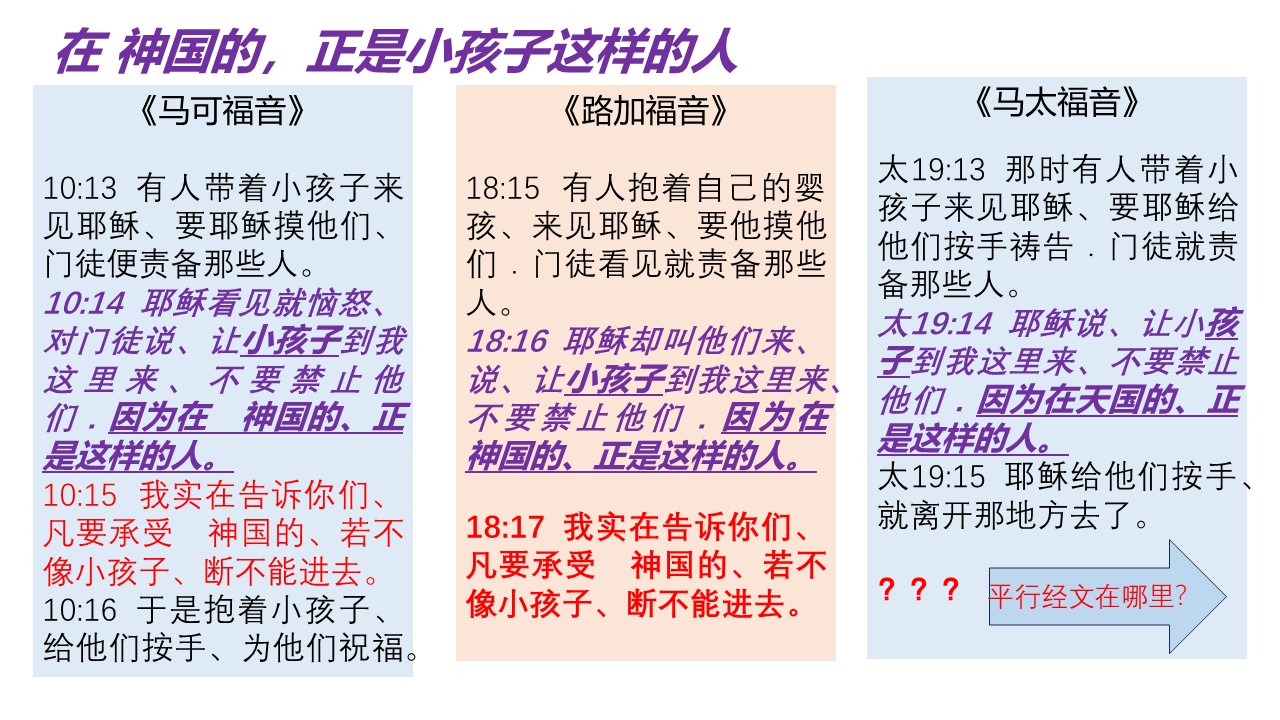 在 神国的，正是小孩子这样的人
《马可福音》
10:13 有人带着小孩子来
见耶稣、要耶稣摸他们、
门徒便责备那些人。
10:14 耶稣看见就恼怒、
对门徒说、让小孩子到我
这里来、不要禁止他
们．因为在　神国的、正
是这样的人。
10:15 我实在告诉你们、
凡要承受　神国的、若不
像小孩子、断不能进去。
10:16 于是抱着小孩子、
给他们按手、为他们祝福。
《路加福音》
18:15 有人抱着自己的婴
孩、来见耶稣、要他摸他
们．门徒看见就责备那些
人。
18:16 耶稣却叫他们来、
说、让小孩子到我这里来、
不要禁止他们．因为在
神国的、正是这样的人。
18:17 我实在告诉你们、
凡要承受　神国的、若不
像小孩子、断不能进去。
《马太福音》
太19:13 那时有人带着小
孩子来见耶稣、要耶稣给
他们按手祷告．门徒就责
备那些人。
太19:14 耶稣说、让小孩
子到我这里来、不要禁止
他们．因为在天国的、正
是这样的人。
太19:15 耶稣给他们按手、
就离开那地方去了。
？？？
平行经文在哪里?